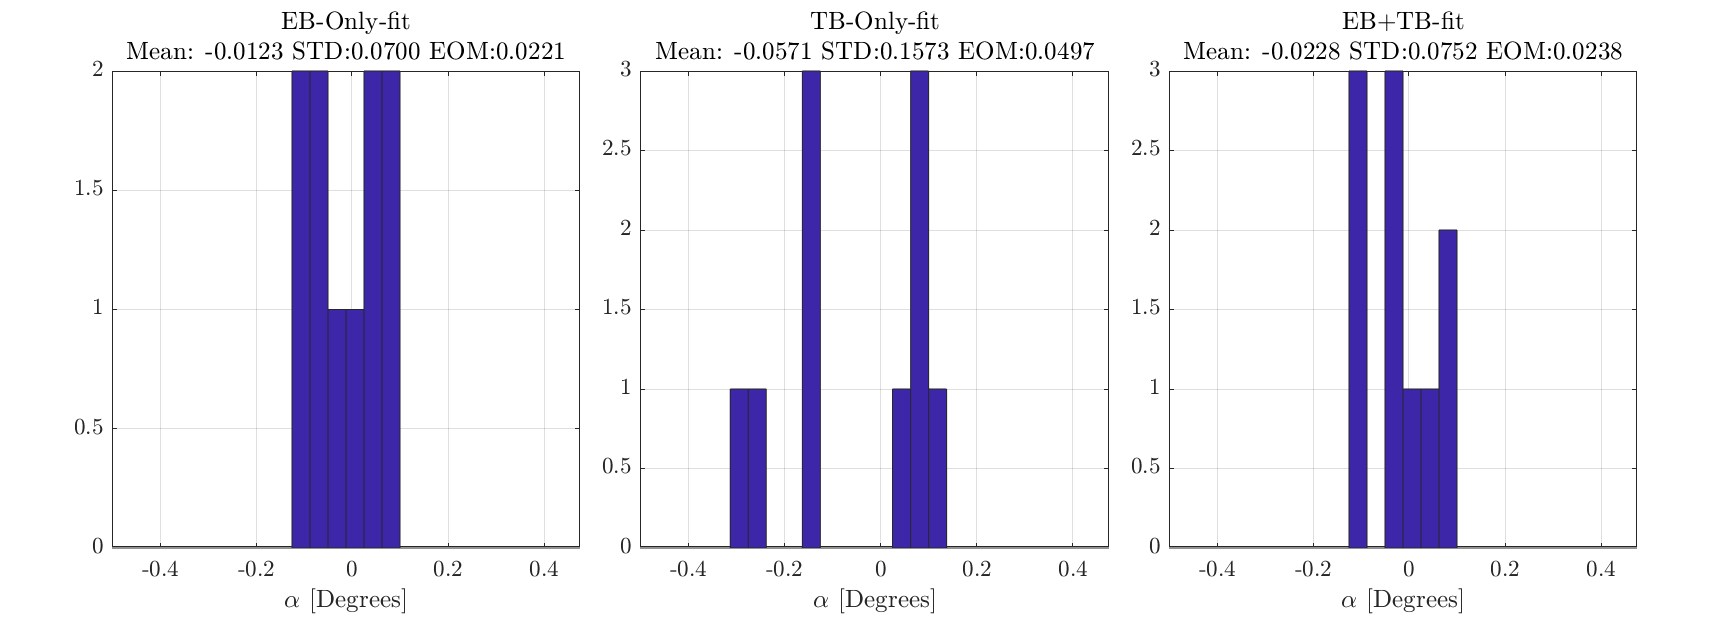 EB-Only-fit
Mean: -0.0123 STD:0.0700 EOM:0.0221
2
1.5
1
0.5
0
-0.4 -0.2 0 0.2 0.4
α [Degrees]
TB-Only-fit
Mean: -0.0571 STD:0.1573 EOM:0.0497
3
2.5
2
1.5
1
0.5
0
-0.4 -0.2 0 0.2 0.4
α [Degrees]
EB+TB-fit
Mean: -0.0228 STD:0.0752 EOM:0.0238
3
2.5
2
1.5
1
0.5
0
-0.4 -0.2 0 0.2 0.4
α [Degrees]